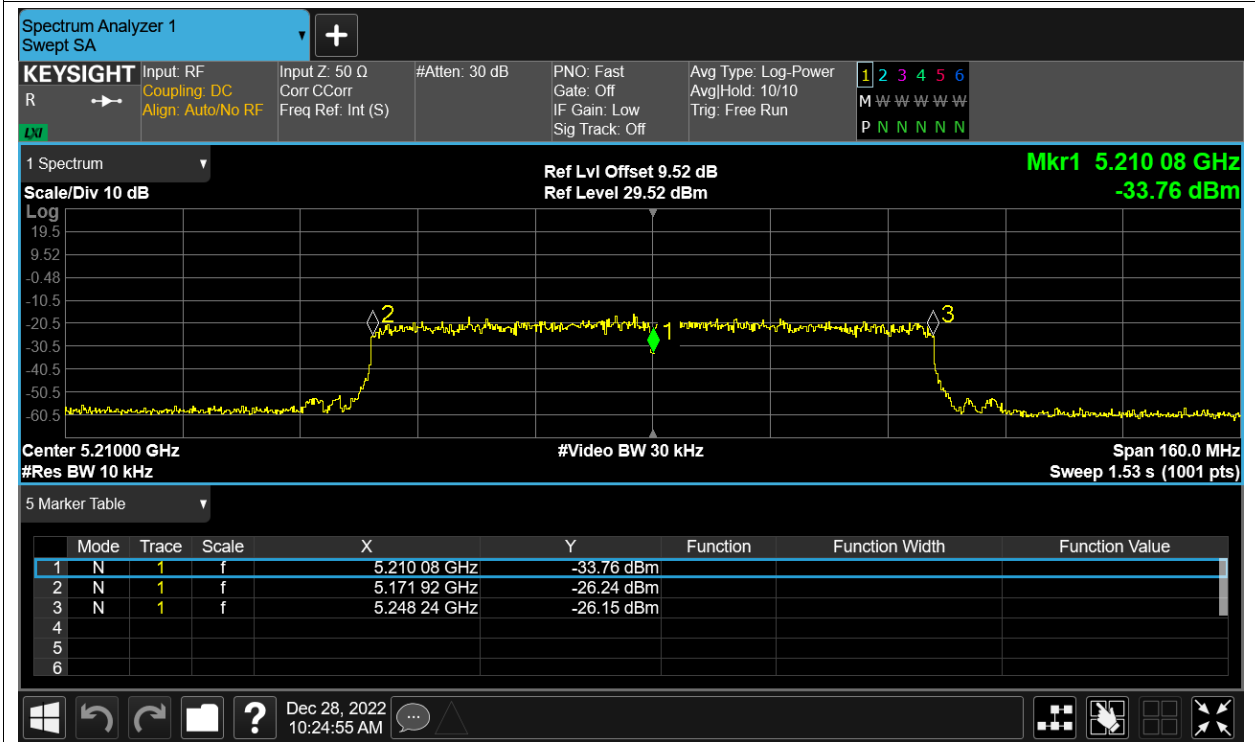 Spectrum Analyzer 1
Swept SA
KEYSIGHT Input: RF Input Z: 50 Ω #Atten: 30 dB PNO: Fast Avg Type: Log-Power 1 2 3 4 5 6
R Coupling: DC Corr CCorr Gate: Off Avg|Hold: 10/10 M W W W W W
Align: Auto/No RF Freq Ref: Int (S) IF Gain: Low Trig: Free Run
LXI Sig Track: Off P N N N N N
1 Spectrum Ref Lvl Offset 9.52 dB Mkr1 5.210 08 GHz
Scale/Div 10 dB Ref Level 29.52 dBm -33.76 dBm
Log
19.5
9.52
-0.48
-10.5
-20.5 2 3
-30.5 1
-40.5
-50.5
-60.5
Center 5.21000 GHz #Video BW 30 kHz Span 160.0 MHz
#Res BW 10 kHz Sweep 1.53 s (1001 pts)
5 Marker Table
Mode Trace Scale X Y Function Function Width Function Value
1 N 1 f 5.210 08 GHz -33.76 dBm
2 N 1 f 5.171 92 GHz -26.24 dBm
3 N 1 f 5.248 24 GHz -26.15 dBm
4
5
6
? Dec 28, 2022
10:24:55 AM